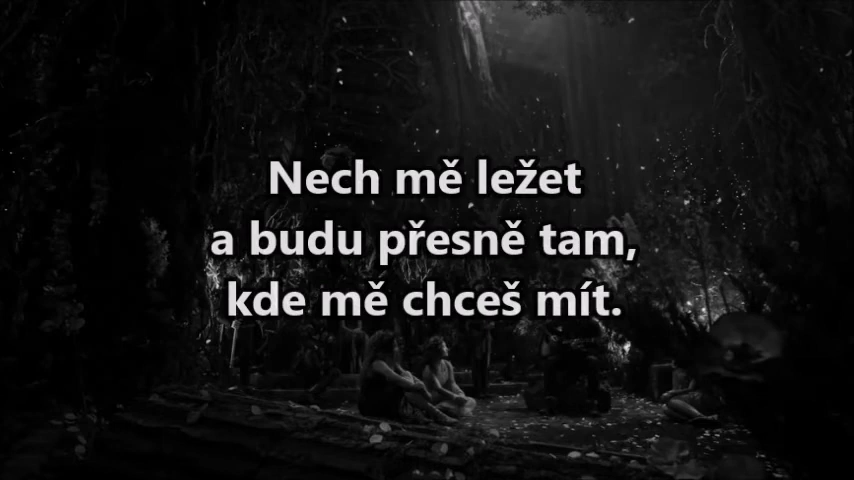 Nech mě ležet
a budu přesně tam,
kde mě chceš mít.